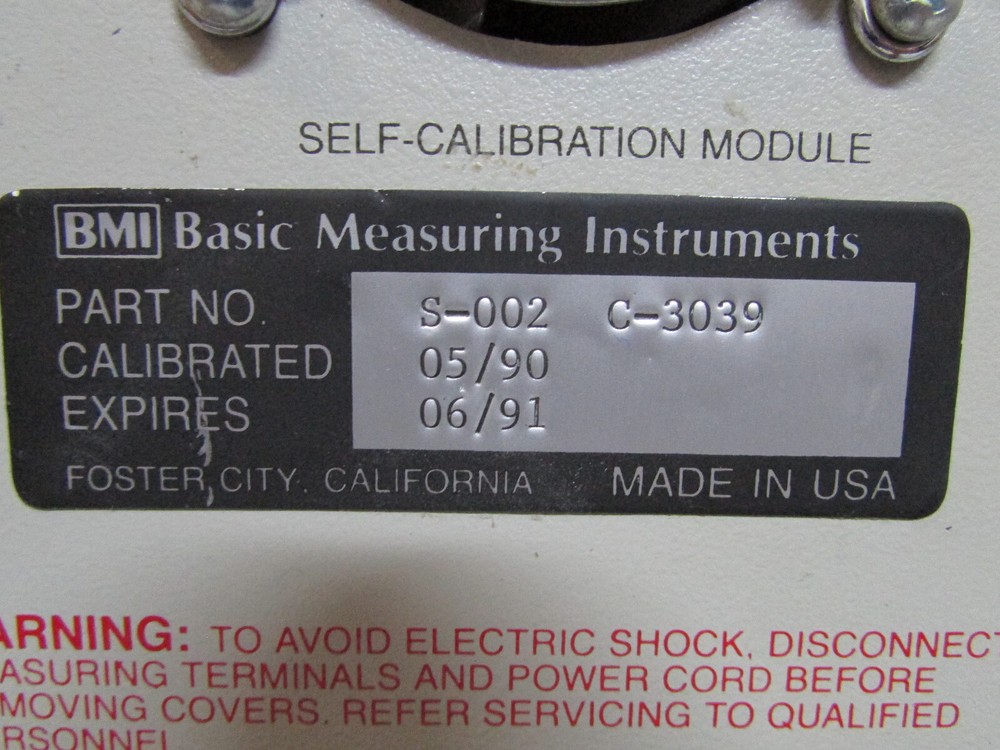 SELF-CALIBRATION MODULE
BMI Basic Measuring Instruments
PART NO. S-002 C-3039
CALIBRATED 05/90
EXPIRES 06/91
FOSTER CITY, CALIFORNIA MADE IN USA
ARNING: TO AVOID ELECTRIC SHOCK, DISCONNECT
ASURING TERMINALS AND POWER CORD BEFORE
MOVING COVERS. REFER SERVICING TO QUALIFIED
RSONNEL